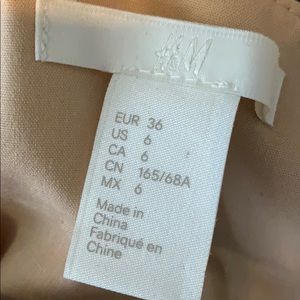 H&M
EUR 36
US 6
CA 6
CN 165/68A
MX 6
Made in
China
Fabriqué en
Chine